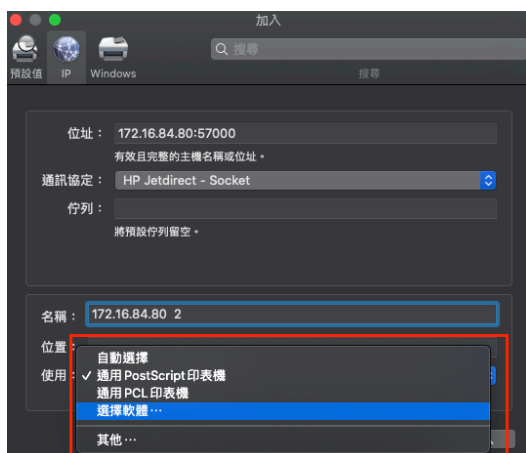 加入
搜尋
預設值 IP Windows 搜尋
位址： 172.16.84.80:57000
有效且完整的主機名稱或位址。
通訊協定： HP Jetdirect - Socket
佇列：
將預設佇列留空。
名稱： 172.16.84.80 2
位置：
自動選擇
使用： ✓ 通用 PostScript 印表機
通用 PCL 印表機
選擇軟體…
其他…